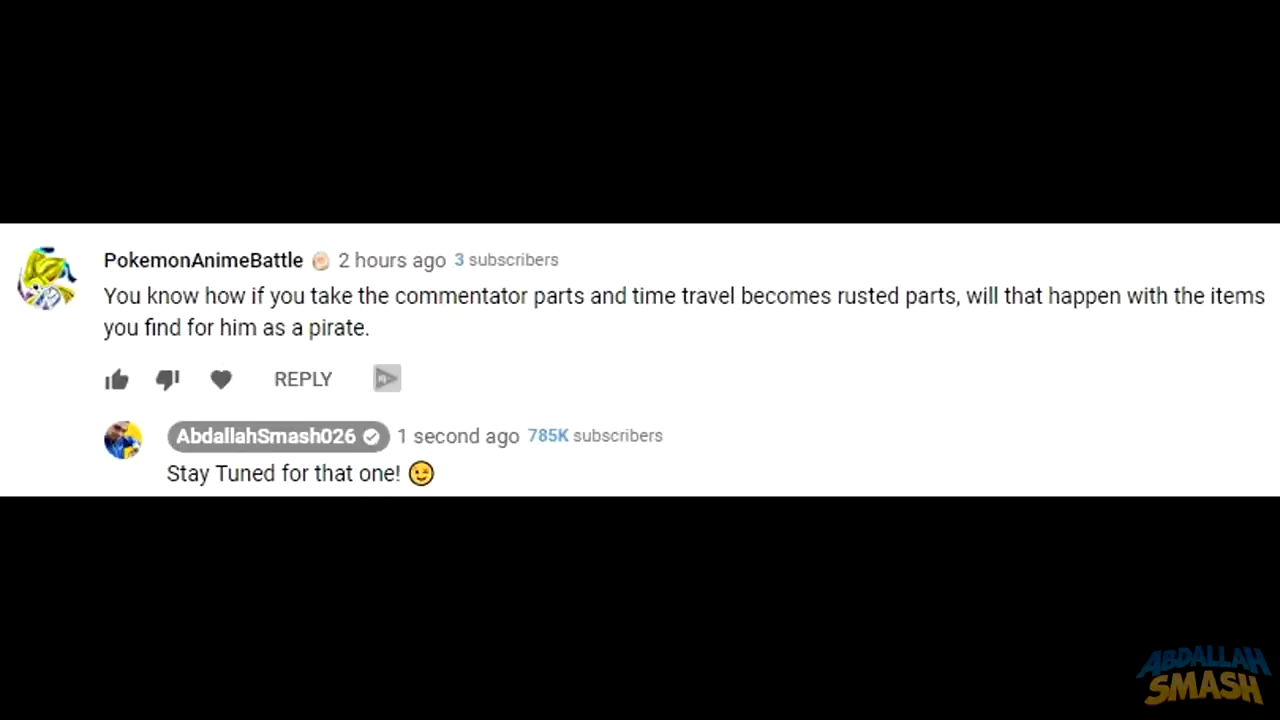 PokemonAnimeBattle 2 hours ago 3 subscribers
You know how if you take the commentator parts and time travel becomes rusted parts, will that happen with the items
you find for him as a pirate.
REPLY
AbdallahSmash026 1 second ago 785K subscribers
Stay Tuned for that one! 😉
ABDALLAH
SMASH